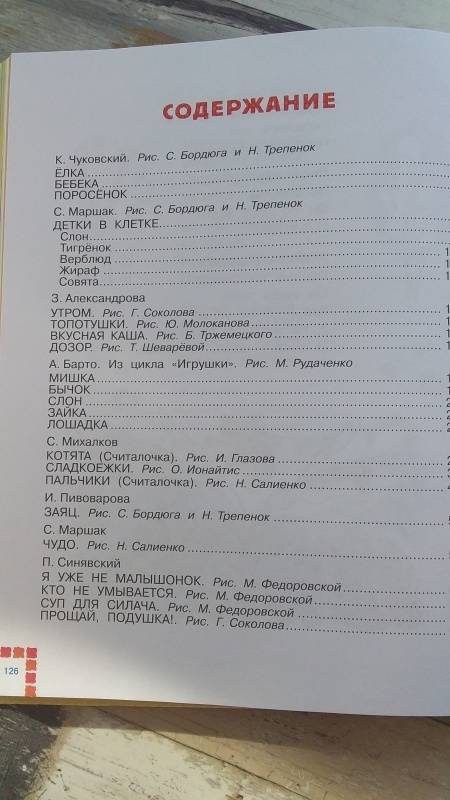 СОДЕРЖАНИЕ
К. Чуковский. Рис. С. Бордюга и Н. Трепенок
ЁЛКА
БЕБЕКА
ПОРОСЁНОК
С. Маршак. Рис. С. Бордюга и Н. Трепенок
ДЕТКИ В КЛЕТКЕ
Слон
Тигрёнок
Верблюд
Жираф
Совята
З. Александрова
УТРОМ. Рис. Г. Соколова
ТОПОТУШКИ. Рис. Ю. Молоканова
ВКУСНАЯ КАША. Рис. Б. Тржемецкого
ДОЗОР. Рис. Т. Шеварёвой
А. Барто. Из цикла «Игрушки». Рис. М. Рудаченко
МИШКА
БЫЧОК
СЛОН
ЗАЙКА
ЛОШАДКА
С. Михалков
КОТЯТА (Считалочка). Рис. И. Глазова
СЛАДКОЕЖКИ. Рис. О. Ионайтис
ПАЛЬЧИКИ (Считалочка). Рис. Н. Салиенко
И. Пивоварова
ЗАЯЦ. Рис. С. Бордюга и Н. Трепенок
С. Маршак
ЧУДО. Рис. Н. Салиенко
П. Синявский
Я УЖЕ НЕ МАЛЫШОНОК. Рис. М. Федоровской
КТО НЕ УМЫВАЕТСЯ. Рис. М. Федоровской
СУП ДЛЯ СИЛАЧА. Рис. М. Федоровской
ПРОЩАЙ, ПОДУШКА!. Рис. Г. Соколова
126